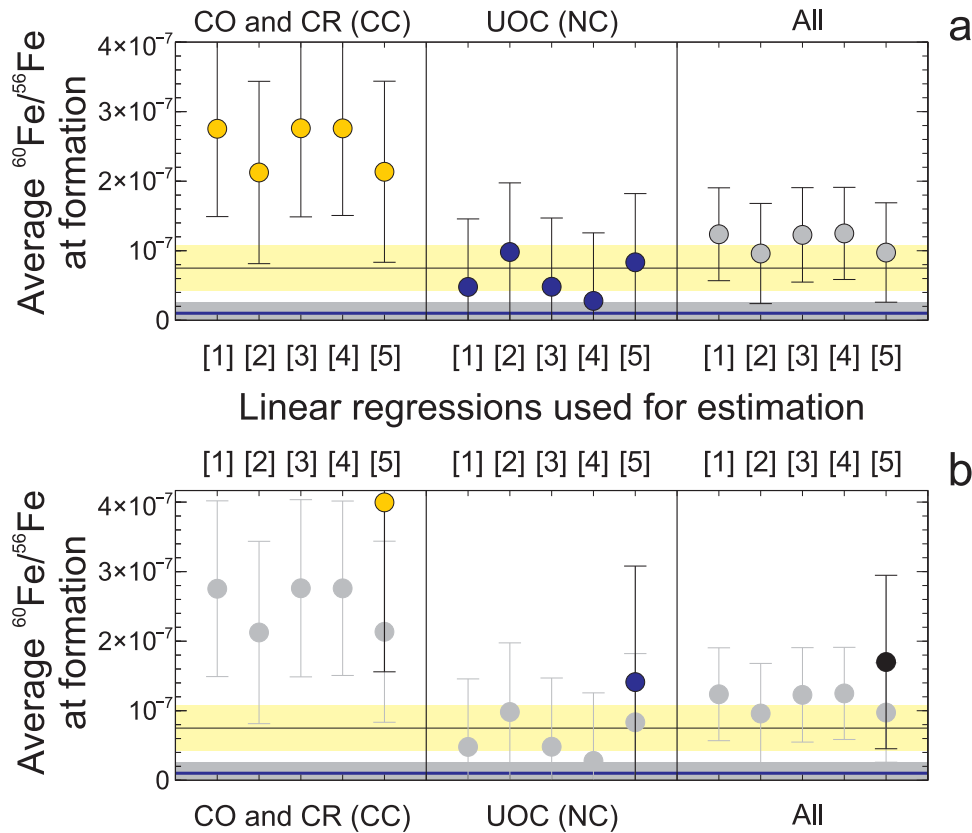 CO and CR (CC) UOC (NC) All a
4×10⁻⁷
3×10⁻⁷
2×10⁻⁷
10⁻⁷
0
Average ⁶⁰Fe/⁵⁶Fe
at formation
[1] [2] [3] [4] [5] [1] [2] [3] [4] [5] [1] [2] [3] [4] [5]
Linear regressions used for estimation
[1] [2] [3] [4] [5] [1] [2] [3] [4] [5] [1] [2] [3] [4] [5] b
4×10⁻⁷
3×10⁻⁷
2×10⁻⁷
10⁻⁷
0
Average ⁶⁰Fe/⁵⁶Fe
at formation
CO and CR (CC) UOC (NC) All